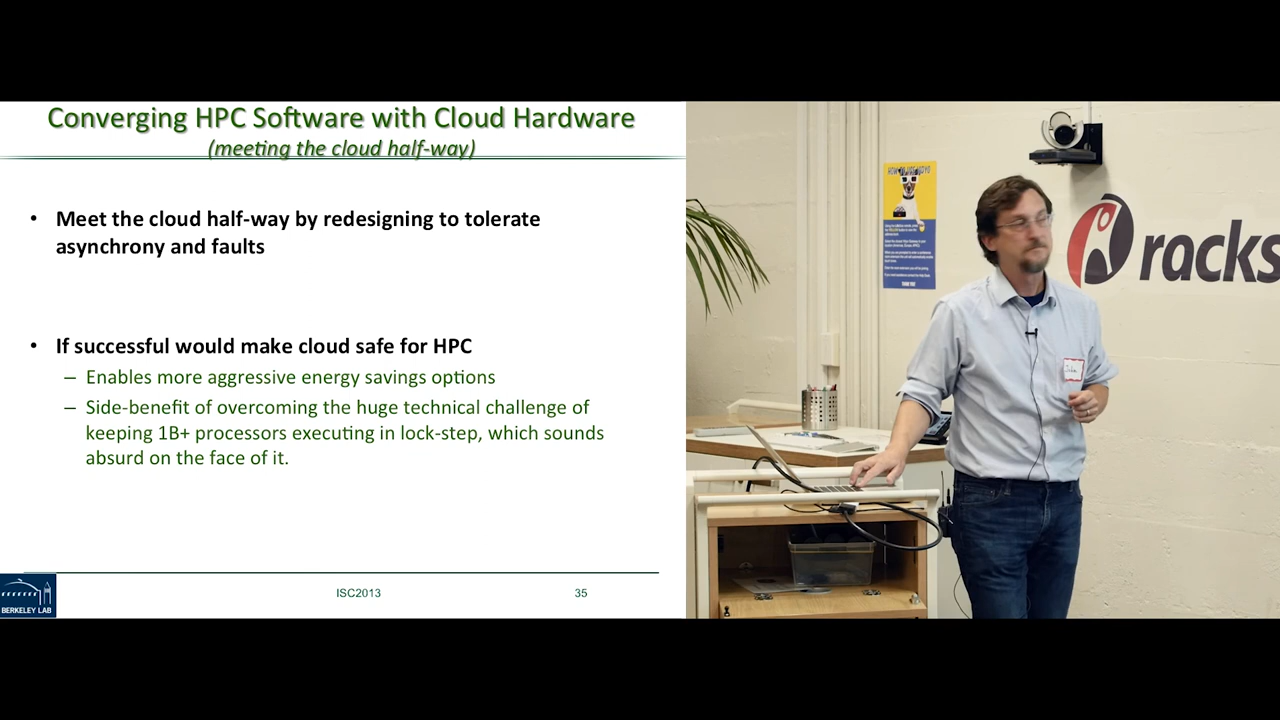 Converging HPC Software with Cloud Hardware
(meeting the cloud half-way)
• Meet the cloud half-way by redesigning to tolerate
asynchrony and faults
• If successful would make cloud safe for HPC
– Enables more aggressive energy savings options
– Side-benefit of overcoming the huge technical challenge of
keeping 1B+ processors executing in lock-step, which sounds
absurd on the face of it.
BERKELEY LAB
ISC2013
35
racks
John
THANK YOU!